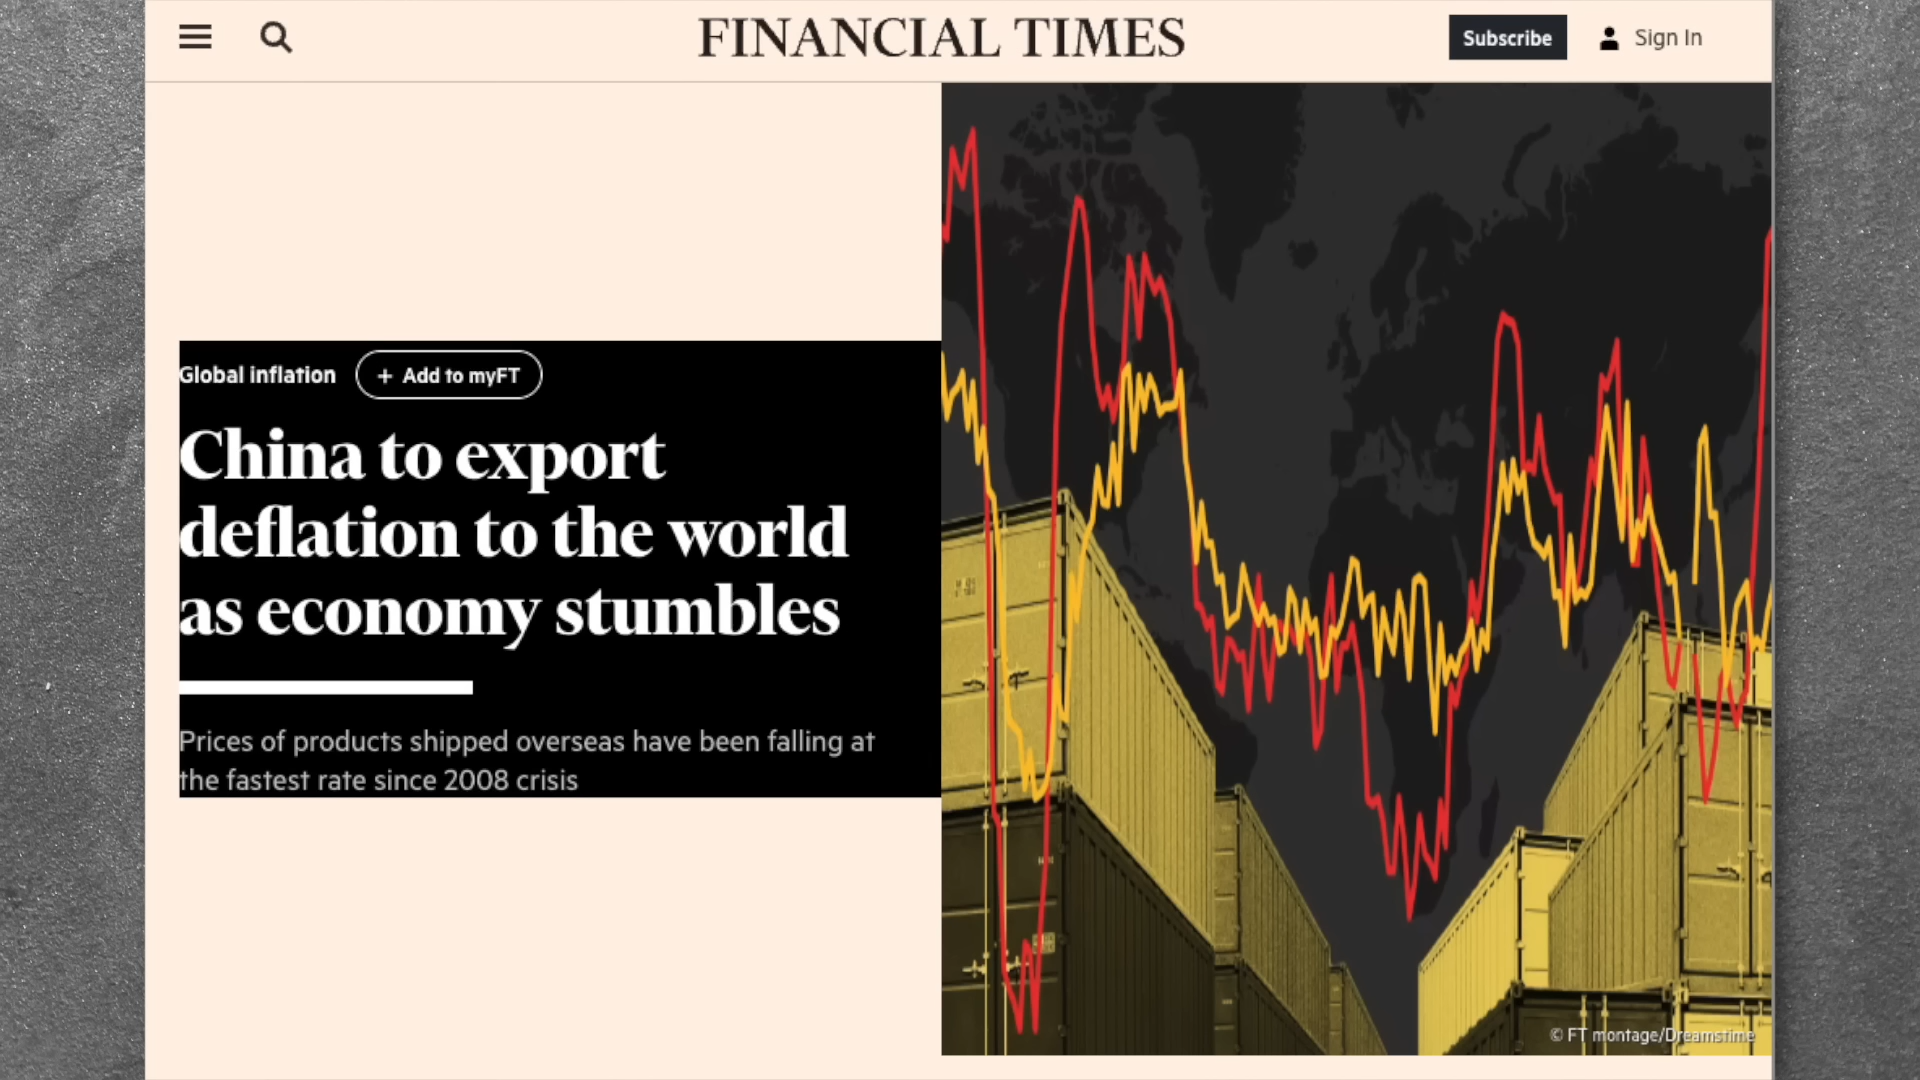 FINANCIAL TIMES
Subscribe
Sign In
Global inflation
+ Add to myFT
China to export
deflation to the world
as economy stumbles
Prices of products shipped overseas have been falling at
the fastest rate since 2008 crisis
© FT montage/Dreamstime